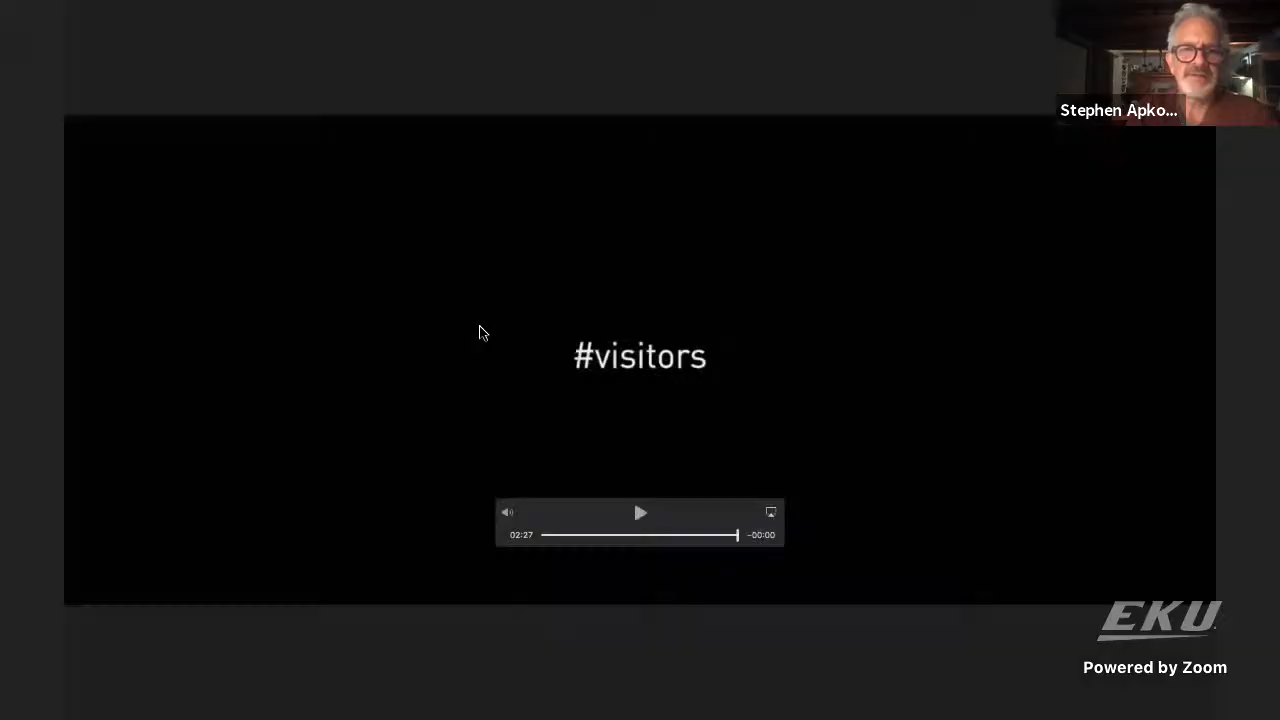 Stephen Apko...
#visitors
02:27
-00:00
EKU
Powered by Zoom